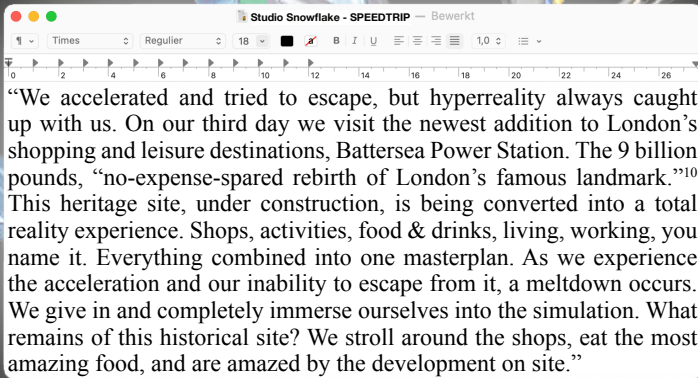 Studio Snowflake - SPEEDTRIP — Bewerkt
¶ Times Regulier 18 a B I U 1,0
0 2 4 6 8 10 12 14 16 18 20 22 24 26
“We accelerated and tried to escape, but hyperreality always caught
up with us. On our third day we visit the newest addition to London’s
shopping and leisure destinations, Battersea Power Station. The 9 billion
pounds, “no-expense-spared rebirth of London’s famous landmark.”¹⁰
This heritage site, under construction, is being converted into a total
reality experience. Shops, activities, food & drinks, living, working, you
name it. Everything combined into one masterplan. As we experience
the acceleration and our inability to escape from it, a meltdown occurs.
We give in and completely immerse ourselves into the simulation. What
remains of this historical site? We stroll around the shops, eat the most
amazing food, and are amazed by the development on site.”